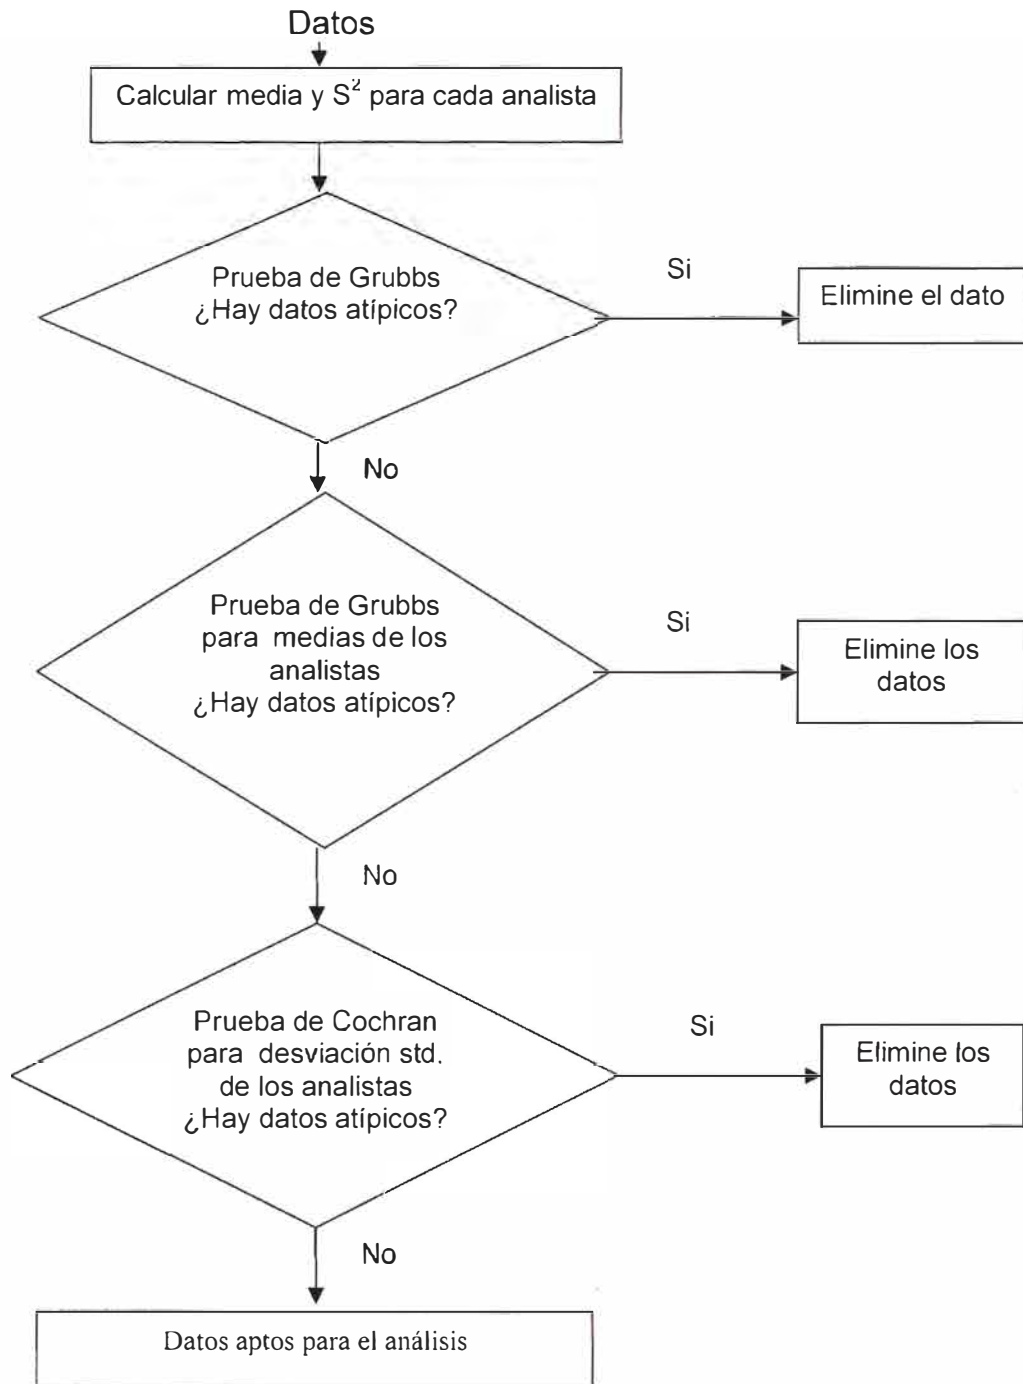 Datos
Calcular media y S² para cada analista
Prueba de Grubbs
¿Hay datos atípicos?
Si
Elimine el dato
No
Prueba de Grubbs
para medias de los
analistas
¿Hay datos atípicos?
Si
Elimine los
datos
No
Prueba de Cochran
para desviación std.
de los analistas
¿Hay datos atípicos?
Si
Elimine los
datos
No
Datos aptos para el análisis